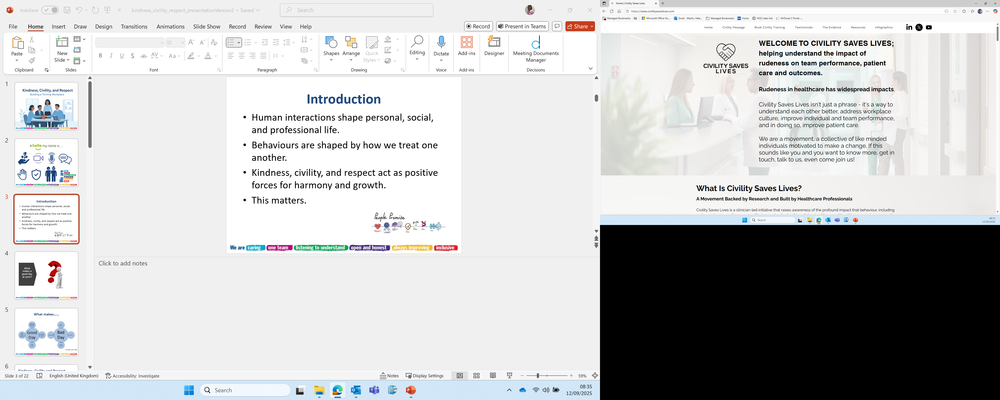 AutoSave
kindness_civility_respect_presentationVersion2 • Saved
Search
File Home Insert Draw Design Transitions Animations Slide Show Record Review View Help
Record
Present in Teams
Share
Paste
New
Slide
32
B I U S ab AV Aa A
Shapes Arrange Quick
Styles
Editing
Dictate
Add-ins
Designer
Meeting Documents
Manager
Clipboard Slides Font Paragraph Drawing Voice Add-ins Decisions
1
Kindness, Civility, and Respect
Building a Thriving Workplace
2
# hello my name is...
We are
3
Introduction
• Human interactions shape personal, social,
and professional life.
• Behaviours are shaped by how we treat one
another.
• Kindness, civility, and respect act as positive
forces for harmony and growth.
• This matters.
4
What
makes a
good day
at work?
5
What makes......
Good
Day
Bad
Day
A Kinder Life, 2021
6
Kindness, Civility and Respect
Introduction
• Human interactions shape personal, social,
and professional life.
• Behaviours are shaped by how we treat one
another.
• Kindness, civility, and respect act as positive
forces for harmony and growth.
• This matters.
People Promise
We are caring one team listening to understand open and honest always improving inclusive
Click to add notes
Slide 3 of 22
English (United Kingdom)
Accessibility: Investigate
Notes
Display Settings
59%
Search
08:35
12/09/2025
Home | Civility Saves Lives
https://www.civilitysaveslives.com
Managed Bookmarks
Microsoft Office Ho...
Email - Martin, Hele...
Managed Bookmarks
Home
NGO stats link
NHSmail 2 Portal -...
Home Civility Message Book Civility Training Testimonials The Evidence Resources Infographics
CIVILITY SAVES
LIVES
WELCOME TO CIVILITY SAVES LIVES;
helping understand the impact of
rudeness on team performance, patient
care and outcomes.
Rudeness in healthcare has widespread impacts.
Civility Saves Lives isn't just a phrase - it's a way to
understand each other better, address workplace
culture, improve individual and team performance,
and in doing so, improve patient care.
We are a movement, a collective of like minded
individuals motivated to make a change. If this
sounds like you and you want to know more, get in
touch, talk to us, even come join us!
What Is Civility Saves Lives?
A Movement Backed by Research and Built by Healthcare Professionals
Civility Saves Lives is a clinician-led initiative that raises awareness of the profound impact that behaviour, including
Search
08:35
12/09/2025